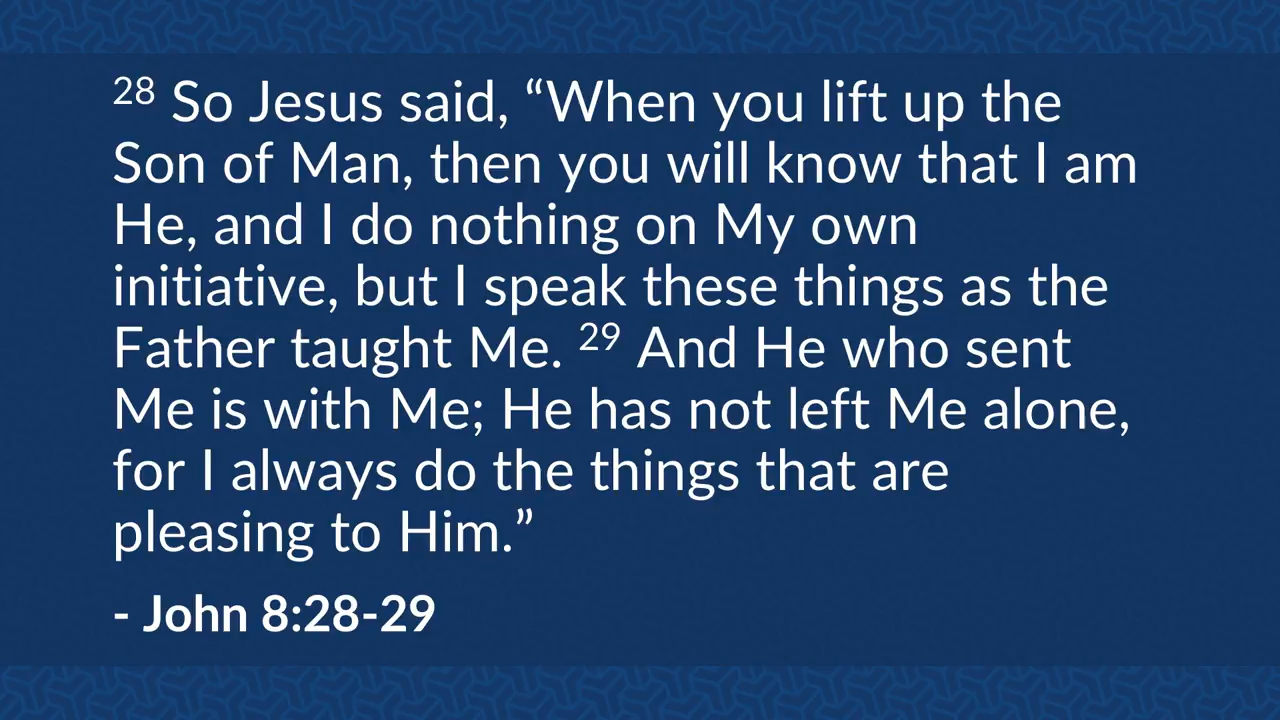 28 So Jesus said, “When you lift up the
Son of Man, then you will know that I am
He, and I do nothing on My own
initiative, but I speak these things as the
Father taught Me. 29 And He who sent
Me is with Me; He has not left Me alone,
for I always do the things that are
pleasing to Him.”
- John 8:28-29